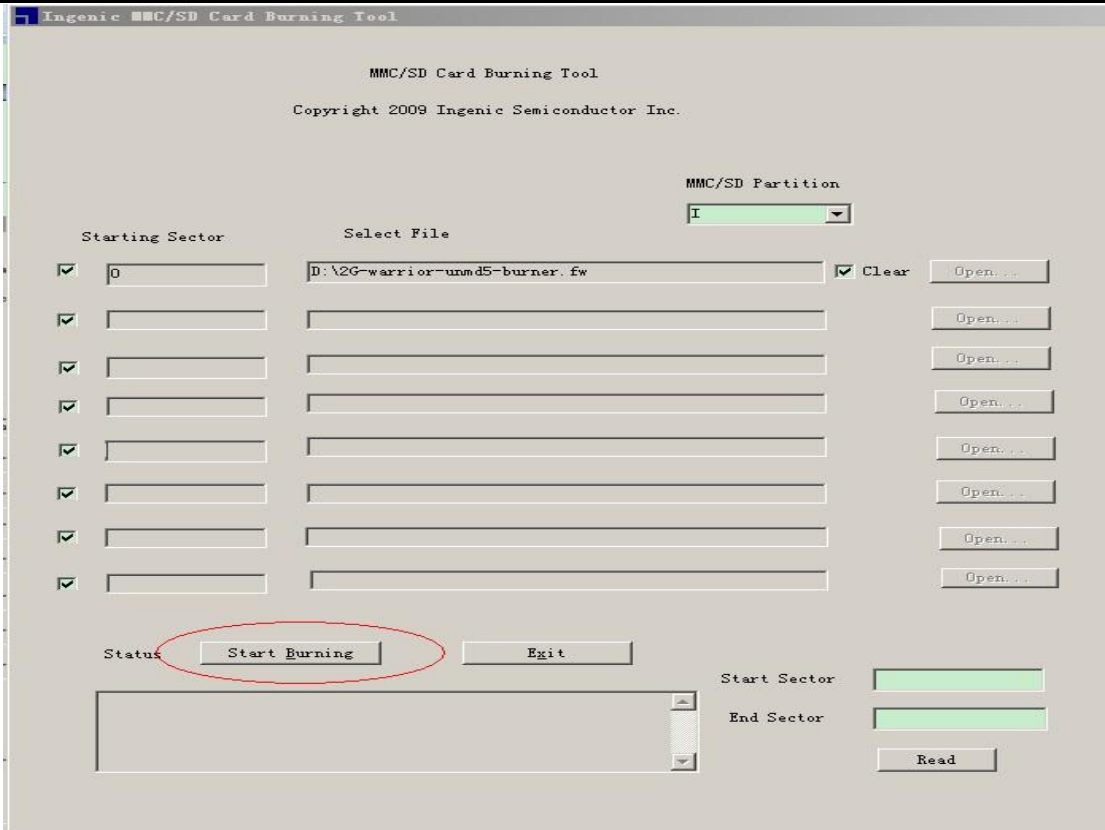 Ingenic MMC/SD Card Burning Tool
MMC/SD Card Burning Tool
Copyright 2009 Ingenic Semiconductor Inc.
MMC/SD Partition
I
Starting Sector Select File
0 D:\2G-warrior-unmd5-burner.fw Clear Open...
Open...
Open...
Open...
Open...
Open...
Open...
Open...
Status Start Burning Exit
Start Sector
End Sector
Read